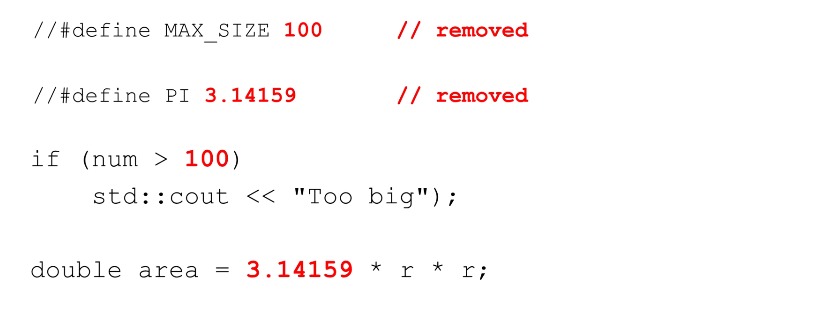 //#define MAX_SIZE 100 // removed
//#define PI 3.14159 // removed
if (num > 100)
std::cout << "Too big");
double area = 3.14159 * r * r;